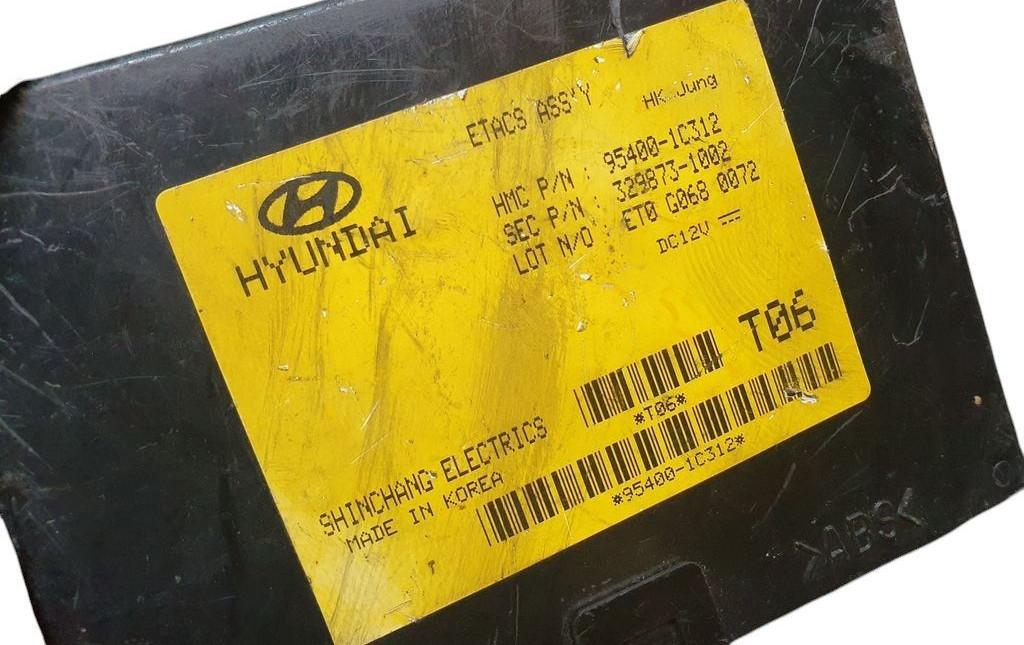 ETACS ASS'Y
HK.Jung
HYUNDAI
HMC P/N : 95400-1C312
SEC P/N : 329873-1002
LOT N/O : ET0 G068 0072
DC12V
T06
*T06*
SHINCHANG ELECTRICS
MADE IN KOREA
*95400-1C312*
>ABS<